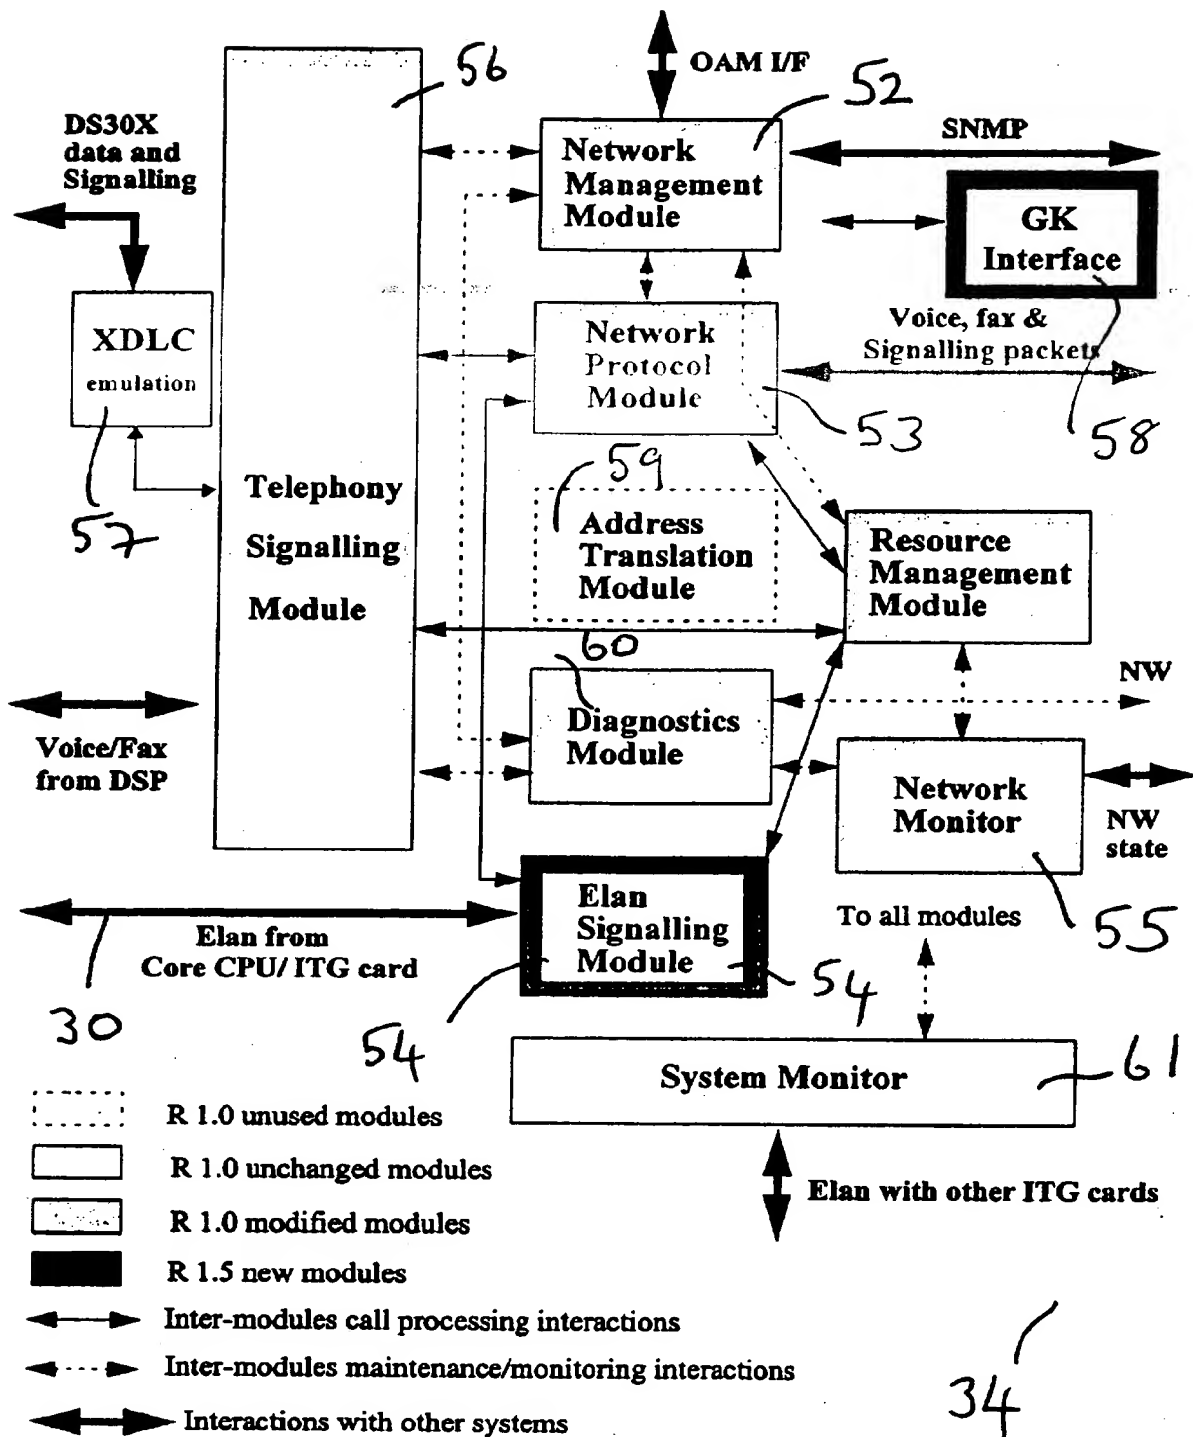 OAM I/F
56
52
DS30X
data and
Signalling
SNMP
Network
Management
Module
GK
Interface
XDLC
emulation
Network
Protocol
Module
Voice, fax &
Signalling packets
53
58
57
59
Telephony
Signalling
Module
Address
Translation
Module
Resource
Management
Module
60
NW
Voice/Fax
from DSP
Diagnostics
Module
Network
Monitor
NW
state
Elan
Signalling
Module
To all modules
55
Elan from
Core CPU/ ITG card
54
54
30
System Monitor
61
R 1.0 unused modules
R 1.0 unchanged modules
Elan with other ITG cards
R 1.0 modified modules
R 1.5 new modules
Inter-modules call processing interactions
Inter-modules maintenance/monitoring interactions
Interactions with other systems
34